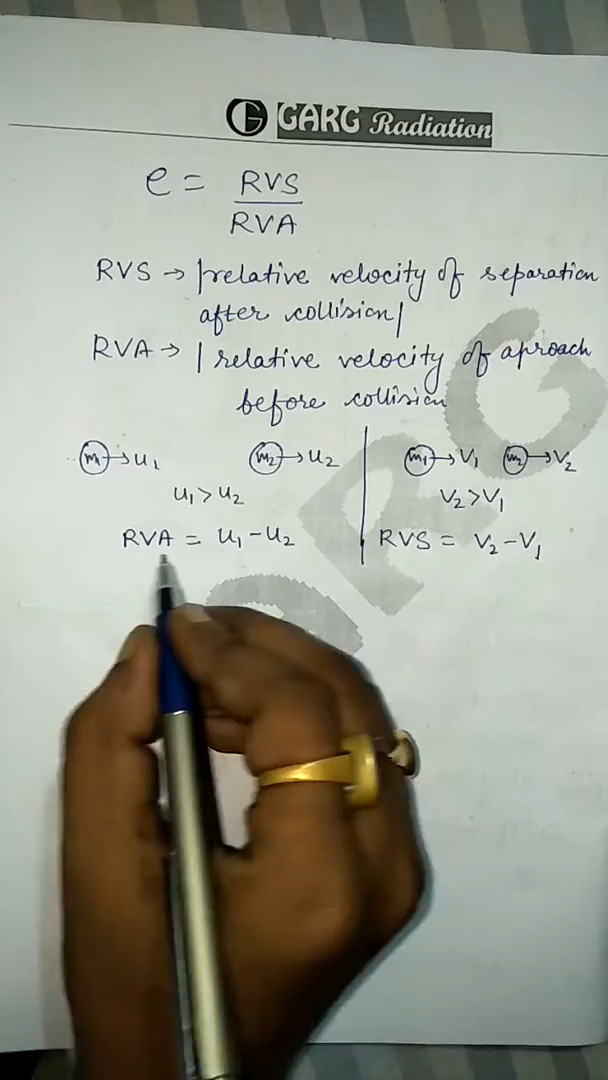 G GARG Radiation
e = RVS
RVA
RVS → |relative velocity of separation
after collision|
RVA → | relative velocity of aproach
before collision
m₁ → u₁ m₂ → u₂
u₁ > u₂
RVA = u₁ - u₂
m₁ → V₁ m₂ → V₂
V₂ > V₁
RVS = V₂ - V₁